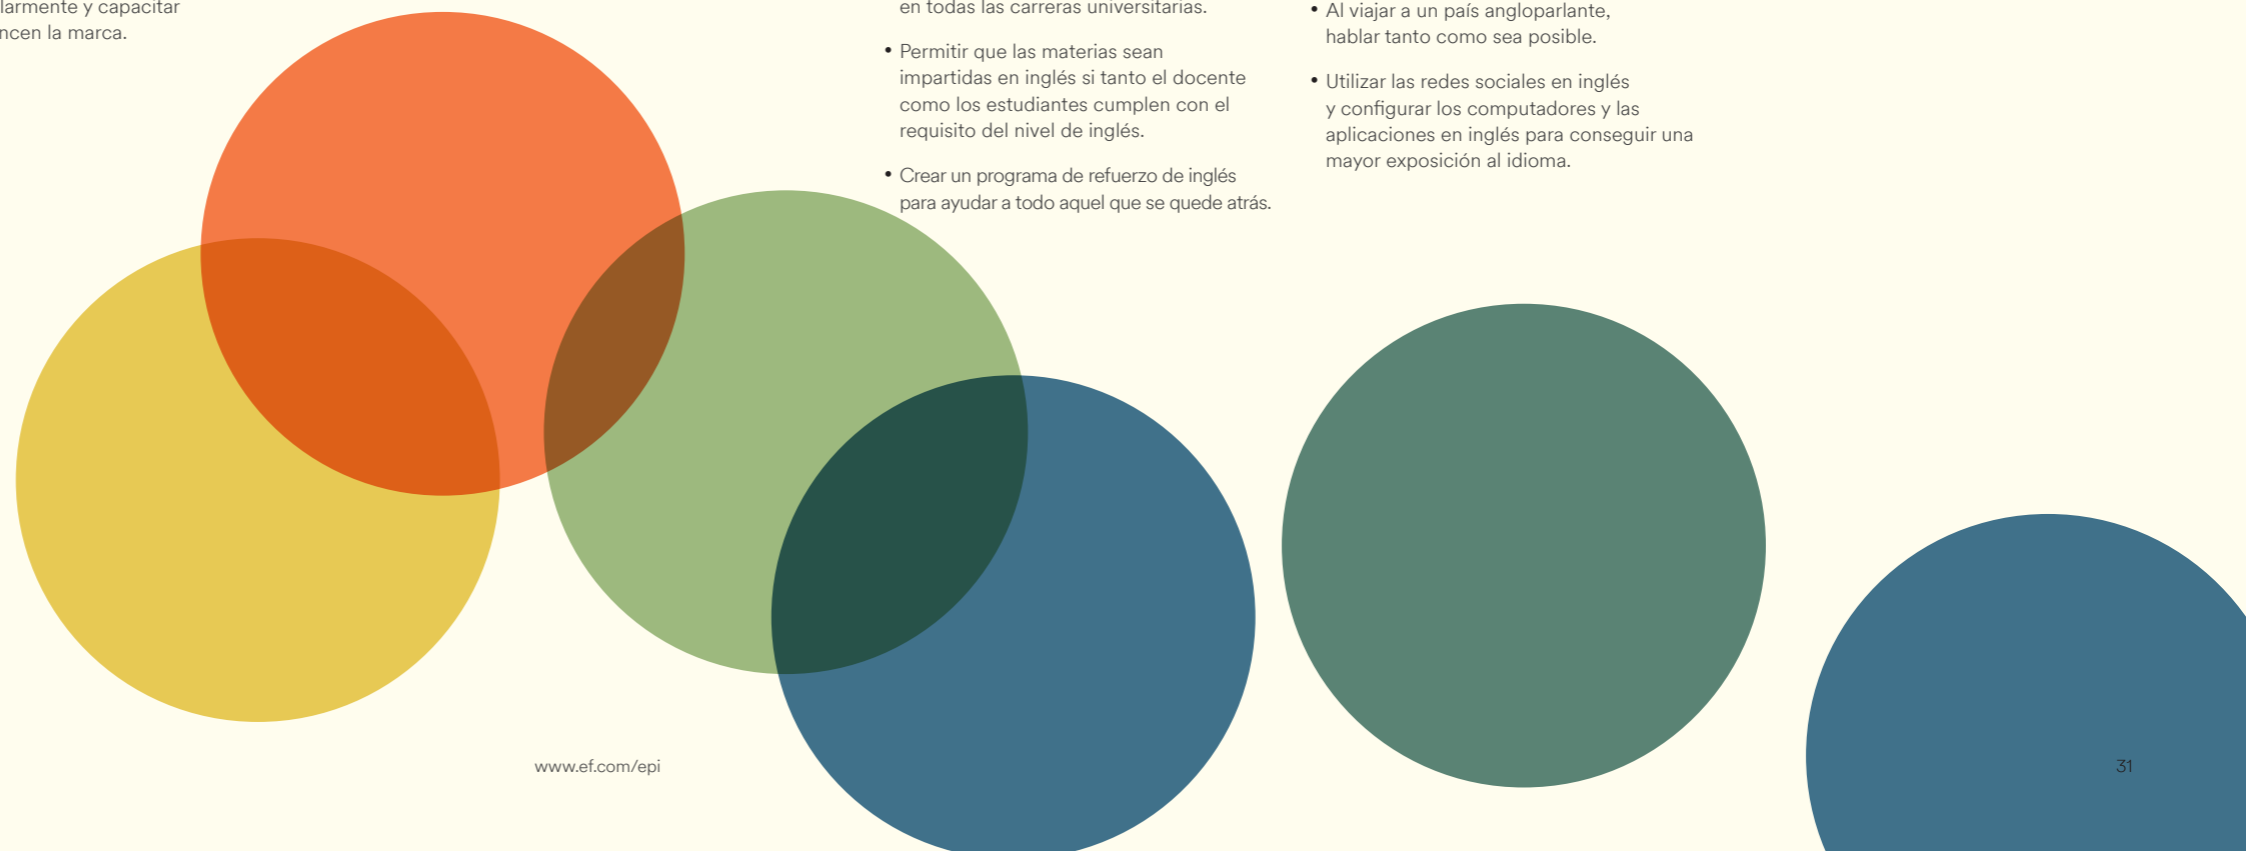 y capacitar
la marca.
en todas las carreras universitarias.
• Permitir que las materias sean
impartidas en inglés si tanto el docente
como los estudiantes cumplen con el
requisito del nivel de inglés.
• Crear un programa de refuerzo de inglés
para ayudar a todo aquel que se quede atrás.
• Al viajar a un país angloparlante,
hablar tanto como sea posible.
• Utilizar las redes sociales en inglés
y configurar los computadores y las
aplicaciones en inglés para conseguir una
mayor exposición al idioma.
www.ef.com/epi
31